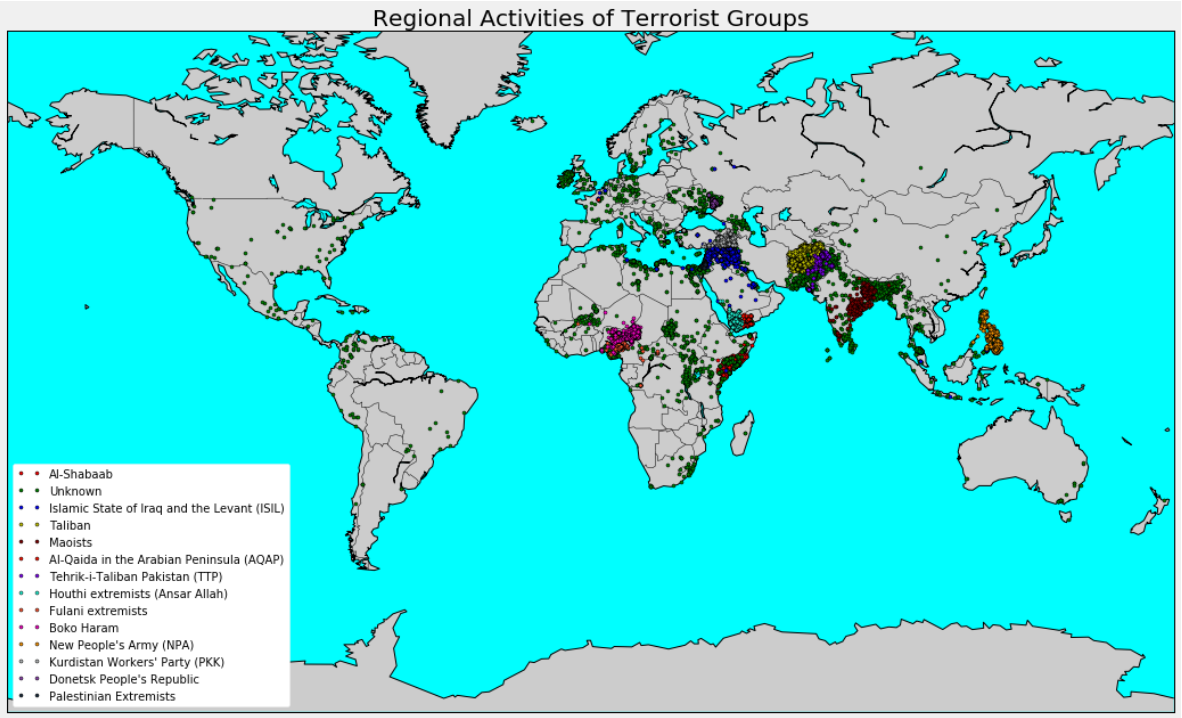 Regional Activities of Terrorist Groups
Al-Shabaab
Unknown
Islamic State of Iraq and the Levant (ISIL)
Taliban
Maoists
Al-Qaida in the Arabian Peninsula (AQAP)
Tehrik-i-Taliban Pakistan (TTP)
Houthi extremists (Ansar Allah)
Fulani extremists
Boko Haram
New People's Army (NPA)
Kurdistan Workers' Party (PKK)
Donetsk People's Republic
Palestinian Extremists